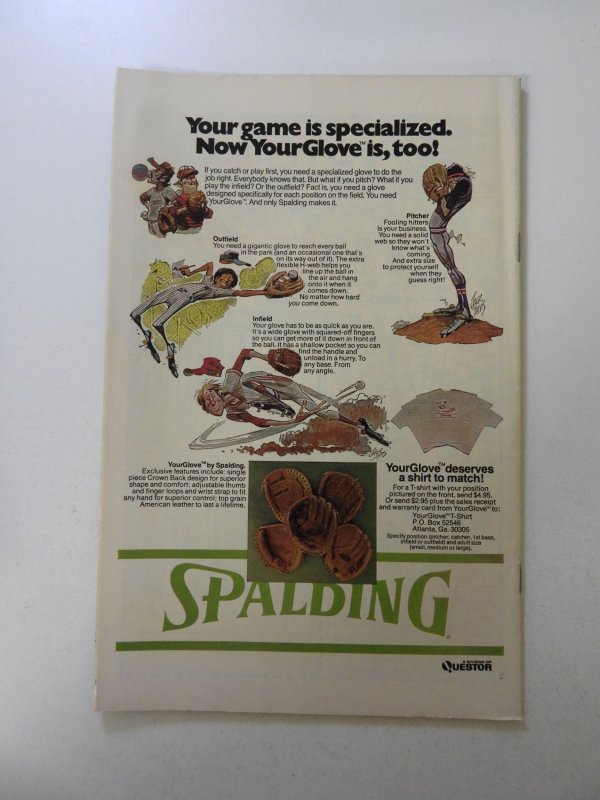 Your game is specialized.
Now YourGlove™ is, too!
If you catch or play first, you need a specialized glove to do the
job right. Everybody knows that. But what if you pitch? What if you
play the infield? Or the outfield? Fact is, you need a glove
designed specifically for each position on the field. You need
YourGlove™. And only Spalding makes it.
Pitcher
Fooling hitters
is your business.
You need a solid
web so they won't
know what's
coming.
And extra size
to protect yourself
when they
guess right!
Outfield
You need a gigantic glove to reach every ball
in the park (and an occasional one that's
on its way out of it). The extra
flexible H-web helps you
line up the ball in
the air and hang
onto it when it
comes down.
No matter how hard
you come down.
Infield
Your glove has to be as quick as you are.
It's a wide glove with squared-off fingers
so you can get more of it down in front of
the ball. It has a shallow pocket so you can
find the handle and
unload in a hurry. To
any base. From
any angle.
YourGlove™ by Spalding.
Exclusive features include: single
piece Crown Back design for superior
shape and comfort; adjustable thumb
and finger loops and wrist strap to fit
any hand for superior control; top grain
American leather to last a lifetime.
YourGlove™ deserves
a shirt to match!
For a T-shirt with your position
pictured on the front, send $4.95.
Or send $2.95 plus the sales receipt
and warranty card from YourGlove™ to:
YourGlove™ T-Shirt
P.O. Box 52546
Atlanta, Ga. 30305
Specify position (pitcher, catcher, 1st base,
infield or outfield) and adult size
(small, medium or large).
SPALDING®
A DIVISION OF
QUESTOR